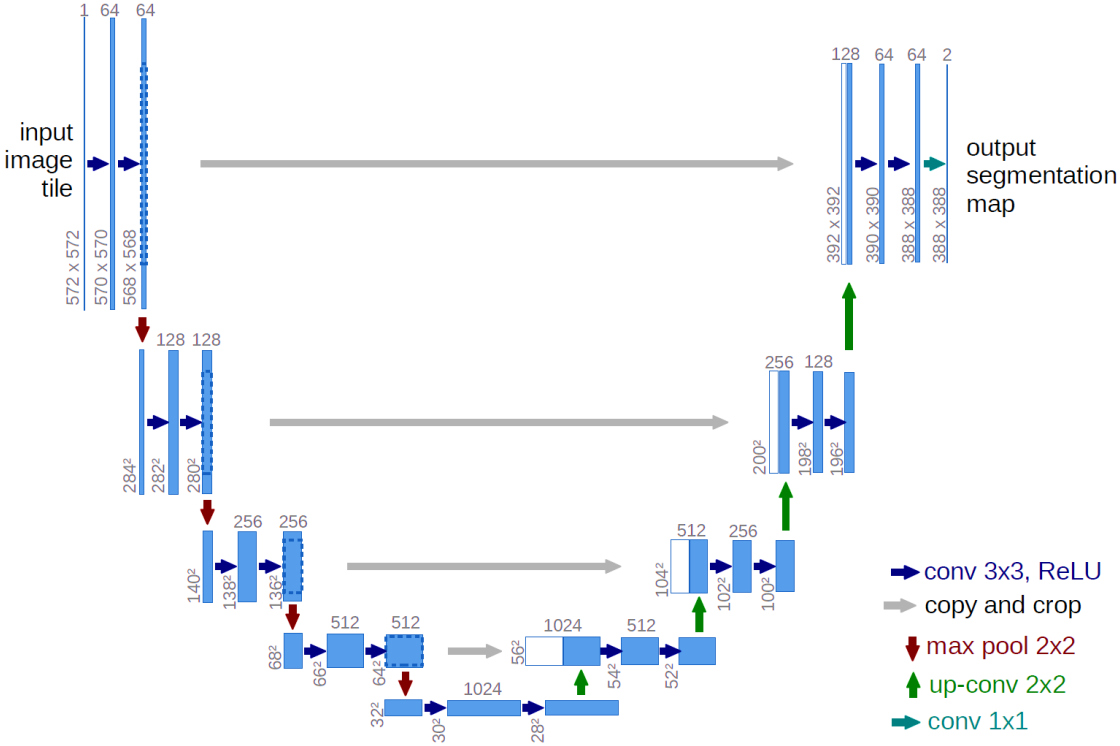 1 64 64
input
image
tile
572 x 572
570 x 570
568 x 568
128 64 64 2
392 x 392
390 x 390
388 x 388
388 x 388
output
segmentation
map
128 128
284²
282²
280²
256 128
200²
198²
196²
256 256
140²
138²
136²
512 256
104²
102²
100²
512 512
68²
66²
64²
1024 512
56²
54²
52²
1024
32²
30²
28²
conv 3x3, ReLU
copy and crop
max pool 2x2
up-conv 2x2
conv 1x1